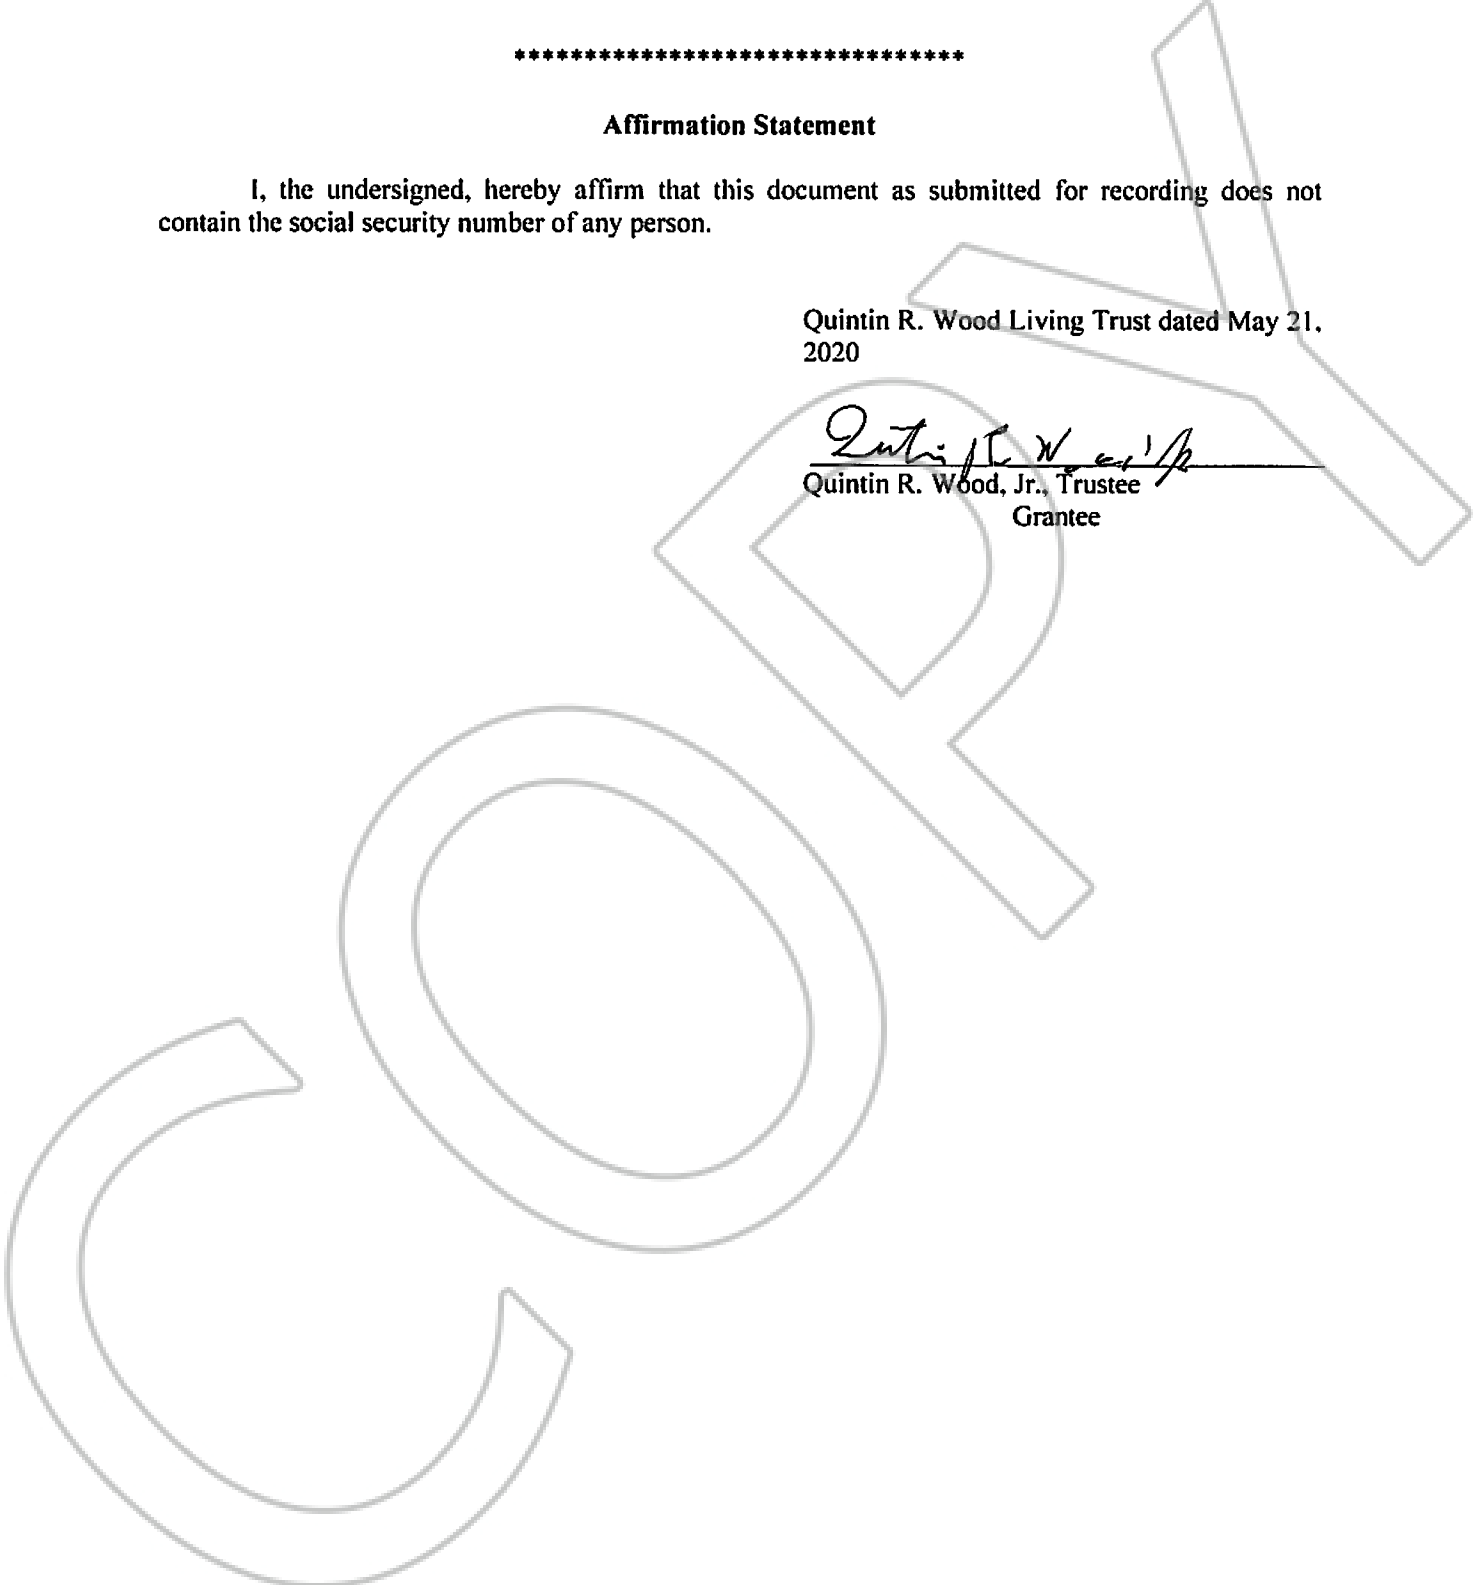 ********************************
Affirmation Statement
I, the undersigned, hereby affirm that this document as submitted for recording does not
contain the social security number of any person.
Quintin R. Wood Living Trust dated May 21,
2020
Quintin R. Wood, Jr., Trustee
Grantee
COPY